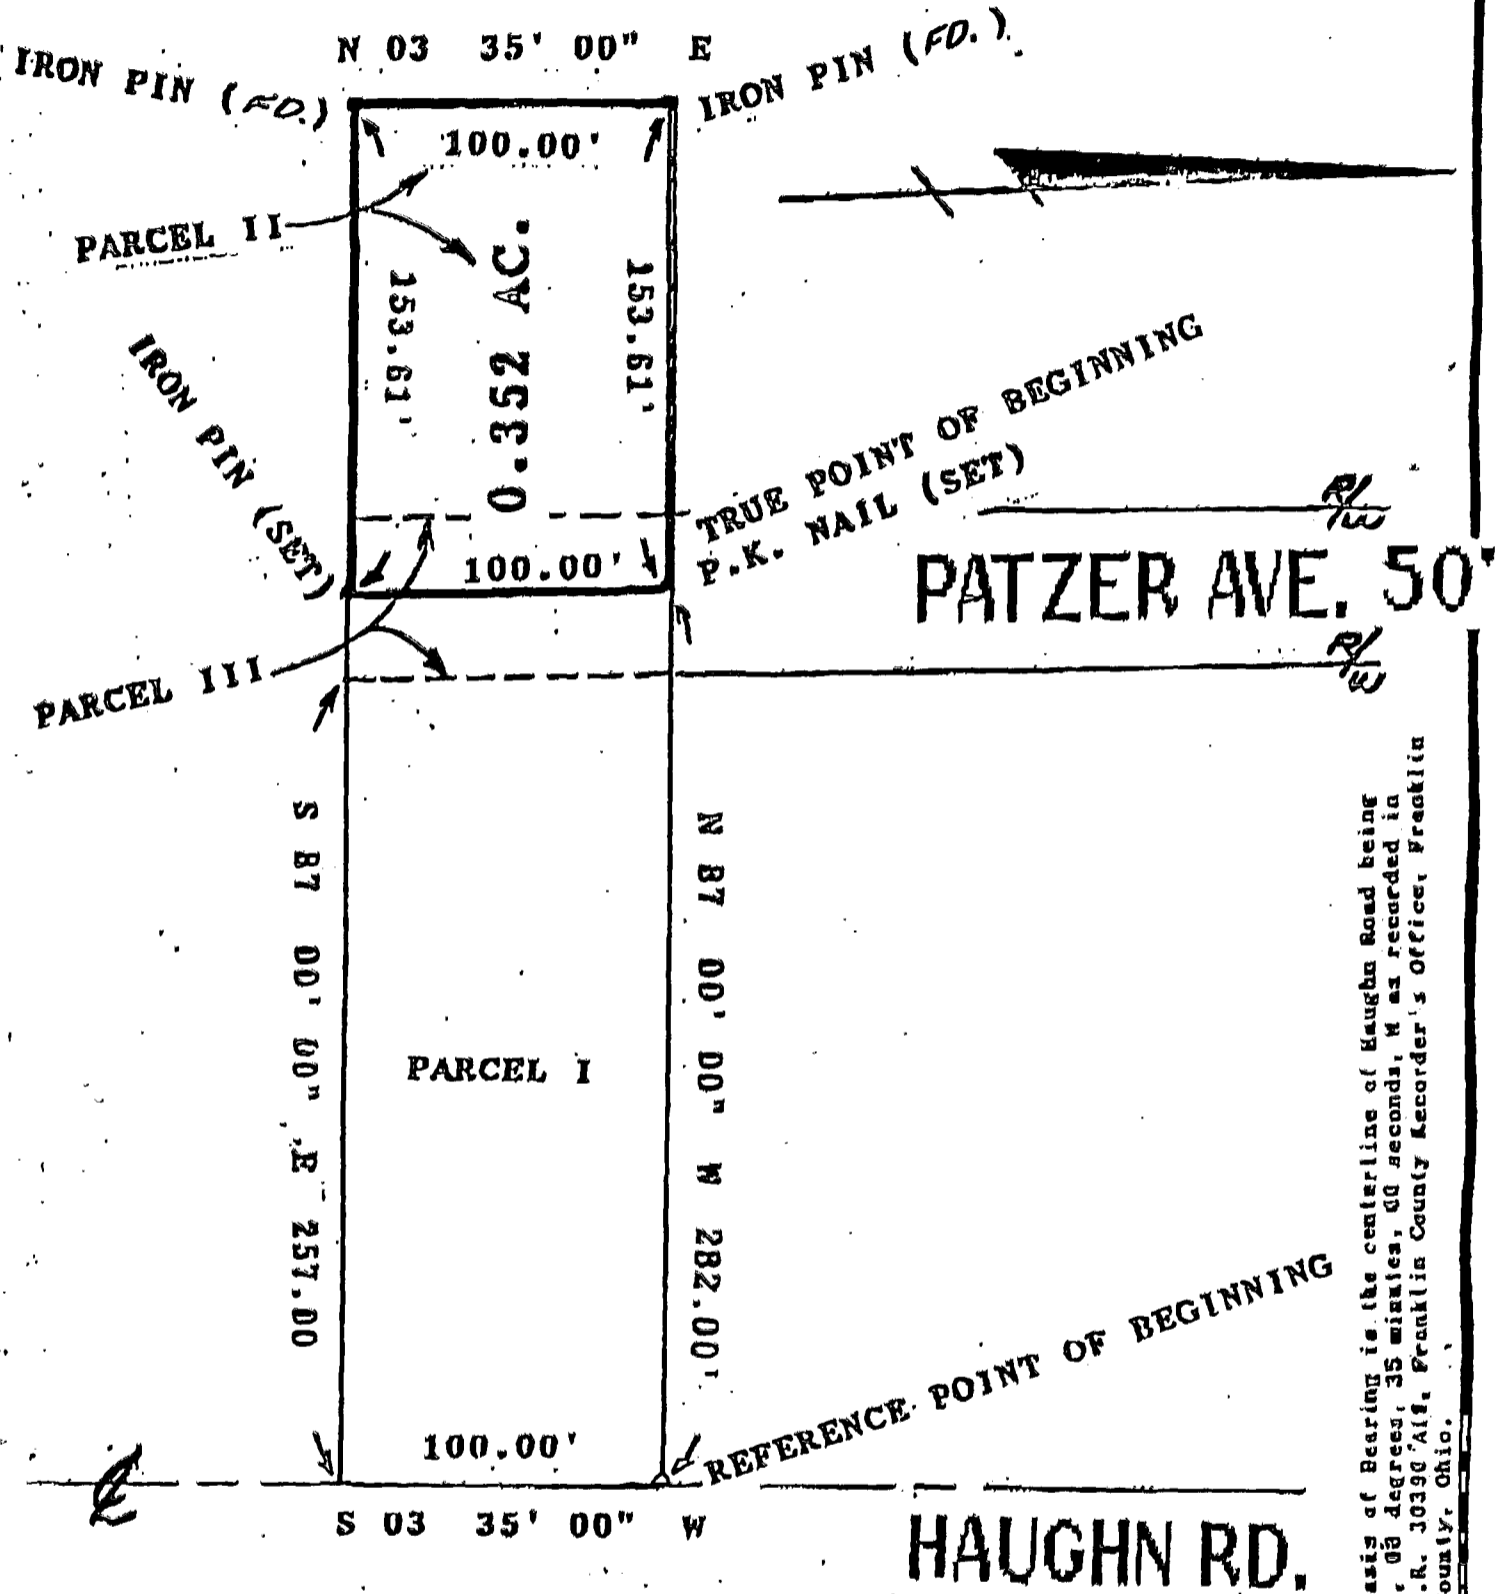 N 03 35' 00" E
IRON PIN (FD.)
IRON PIN (FD.)
100.00'
PARCEL II
153.61'
0.352 AC.
153.61'
IRON PIN (SET)
TRUE POINT OF BEGINNING
P.K. NAIL (SET)
R/W
100.00'
PATZER AVE. 50'
R/W
PARCEL III
S 87 00' 00" E 257.00
N 87 00' 00" W 282.00'
PARCEL I
REFERENCE POINT OF BEGINNING
100.00'
S 03 35' 00" W
HAUGHN RD.
asis of Bearing is the centerline of Haughn Road being
03 degrees, 35 minutes, 00 seconds, W as recorded in
.R. Franklin County Recorder's Office, Franklin
ounty, Ohio.